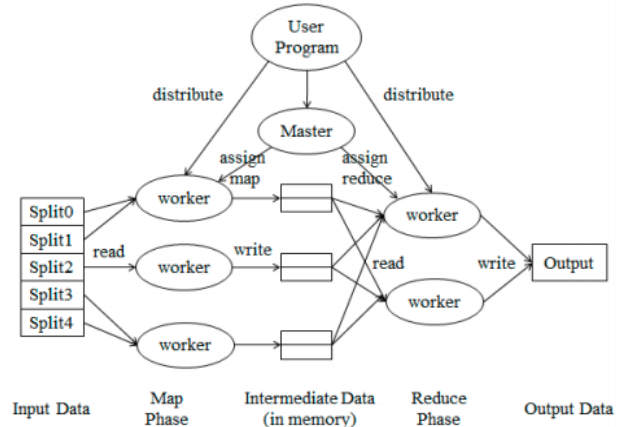 User
Program
distribute
distribute
Master
assign
map
assign
reduce
worker
worker
Split0
Split1
Split2
Split3
Split4
read
worker
write
read
write
Output
worker
worker
Input Data
Map
Phase
Intermediate Data
(in memory)
Reduce
Phase
Output Data